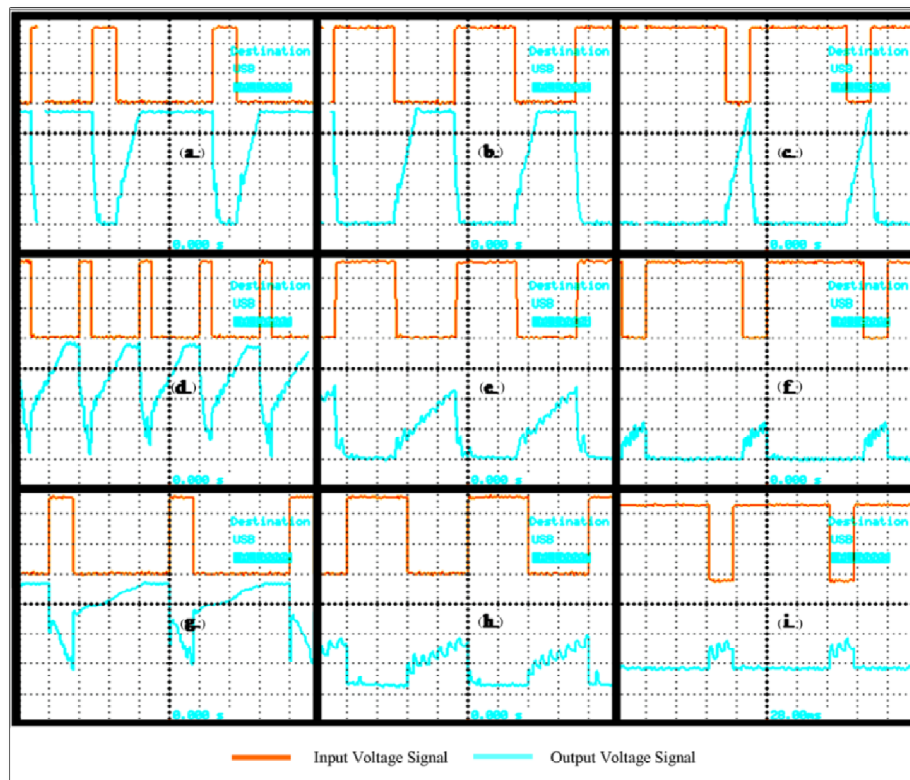 Destination
USB
Destination
USB
Destination
USB
(a.)
(b.)
(c.)
0.000 s
0.000 s
0.000 s
Destination
USB
Destination
USB
Destination
USB
(d.)
(e.)
(f.)
0.000 s
0.000 s
0.000 s
Destination
USB
Destination
USB
Destination
USB
(g.)
(h.)
(i.)
0.000 s
0.000 s
20.00ms
Input Voltage Signal
Output Voltage Signal